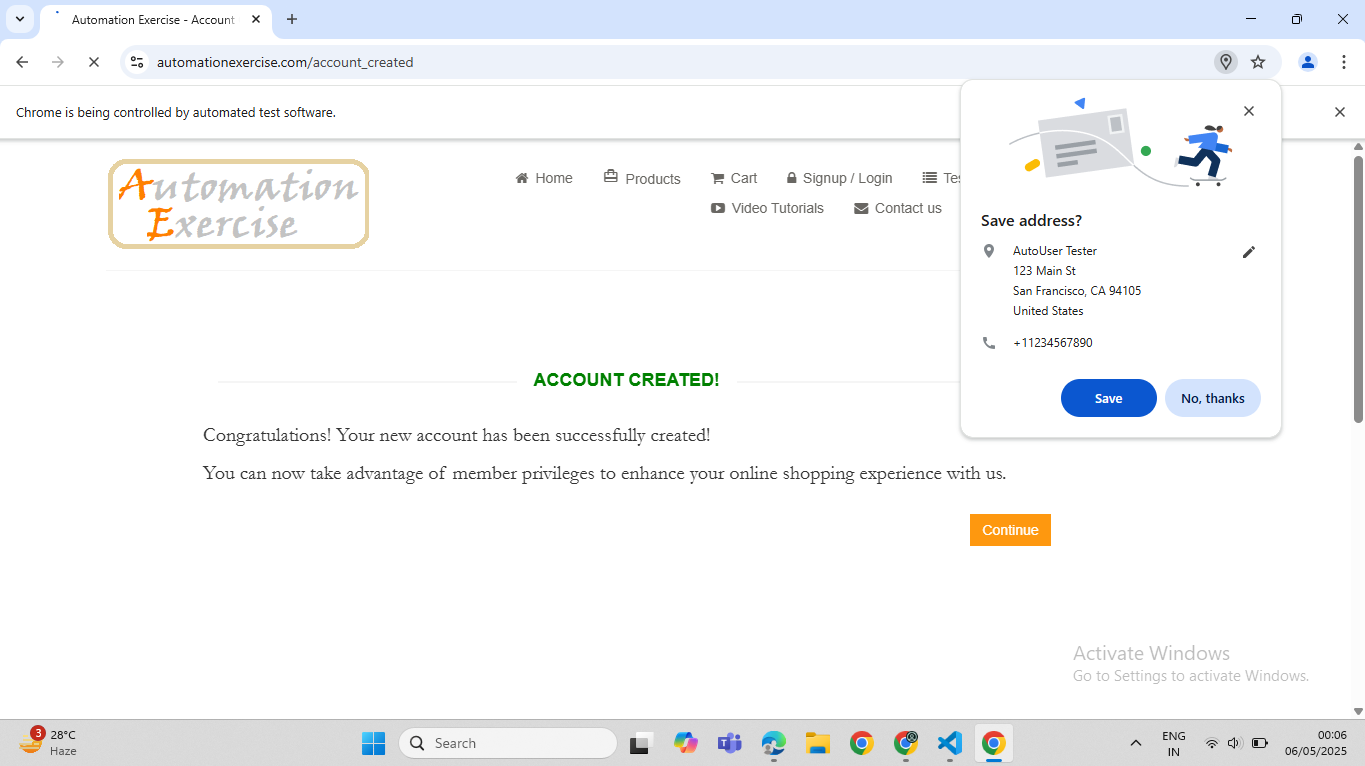 Automation Exercise - Account
automationexercise.com/account_created
Chrome is being controlled by automated test software.
Automation
Exercise
Home
Products
Cart
Signup / Login
Tes
Video Tutorials
Contact us
Save address?
AutoUser Tester
123 Main St
San Francisco, CA 94105
United States
+11234567890
Save
No, thanks
ACCOUNT CREATED!
Congratulations! Your new account has been successfully created!
You can now take advantage of member privileges to enhance your online shopping experience with us.
Continue
Activate Windows
Go to Settings to activate Windows.
3
28°C
Haze
Search
ENG
IN
00:06
06/05/2025